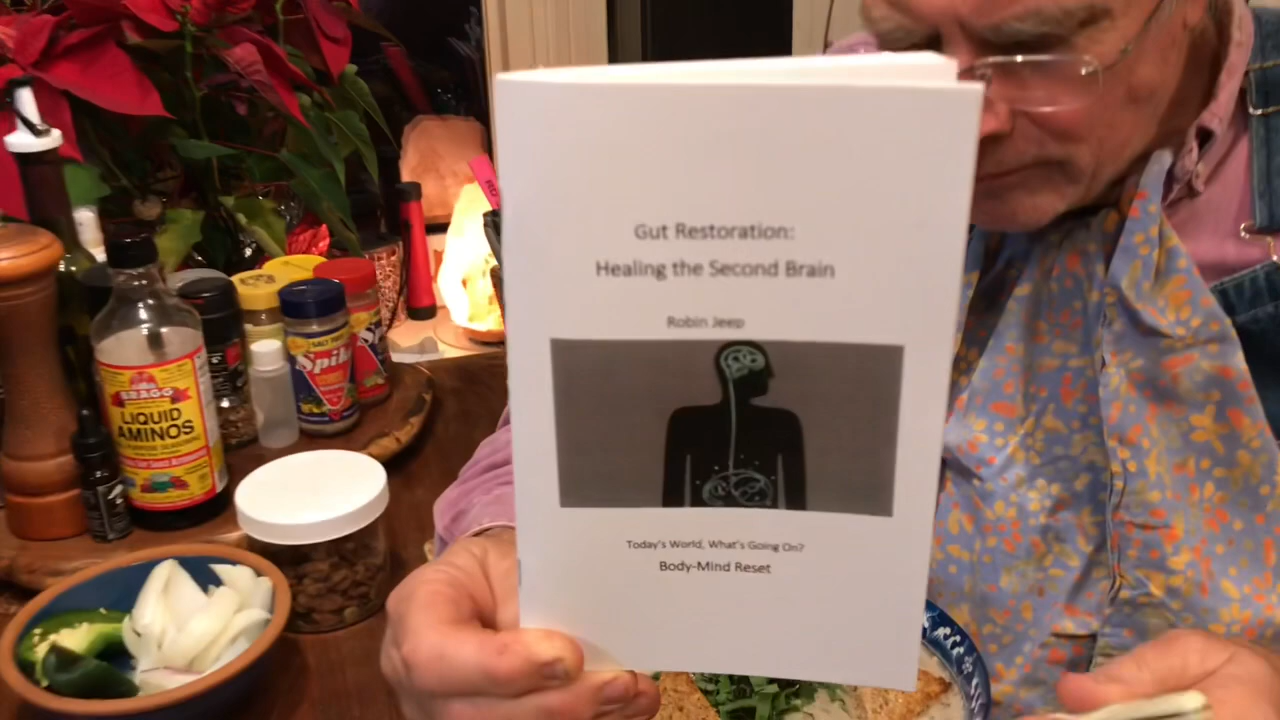 Gut Restoration:
Healing the Second Brain
Robin Jeep
Today's World, What's Going On?
Body-Mind Reset
BRAGG
LIQUID
AMINOS
Spike